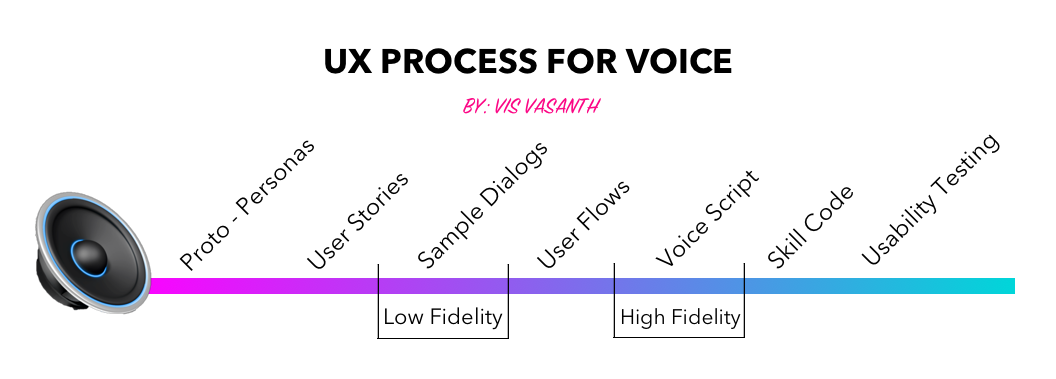 UX PROCESS FOR VOICE
BY: VIS VASANTH
Proto - Personas
User Stories
Sample Dialogs
User Flows
Voice Script
Skill Code
Usability Testing
Low Fidelity
High Fidelity